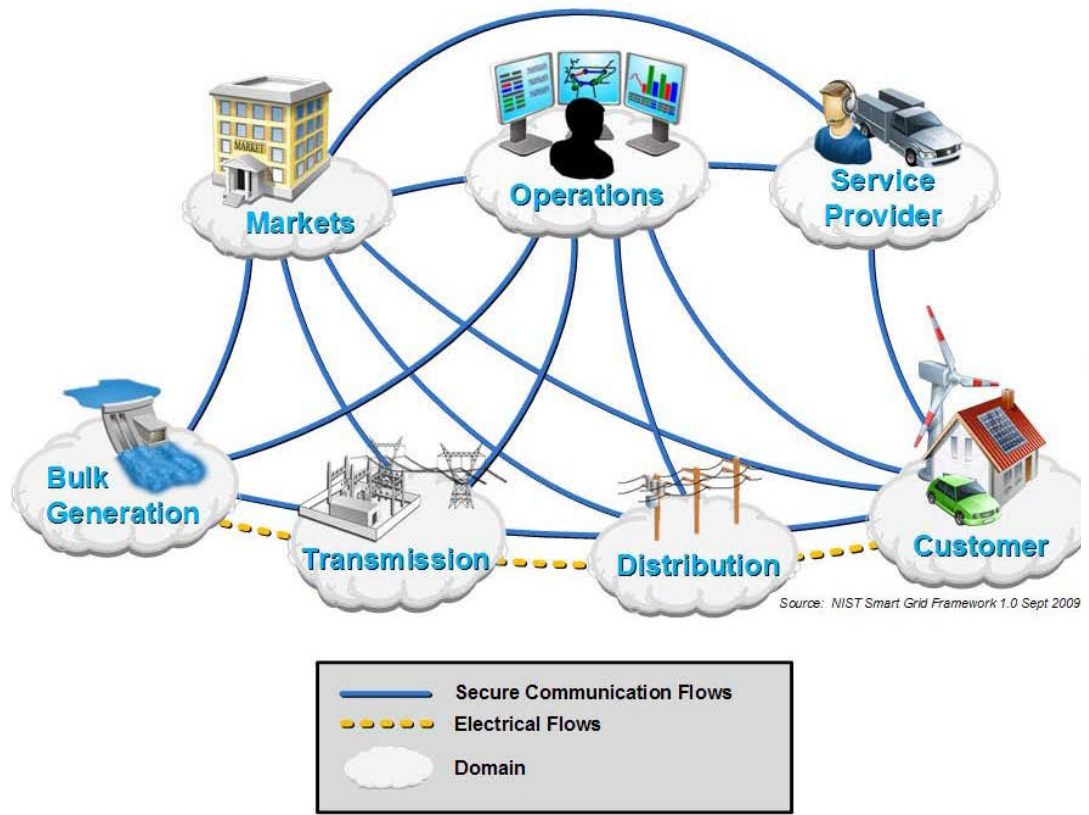 MARKET
Markets
Operations
Service
Provider
Bulk
Generation
Transmission
Distribution
Customer
Source: NIST Smart Grid Framework 1.0 Sept 2009
Secure Communication Flows
Electrical Flows
Domain